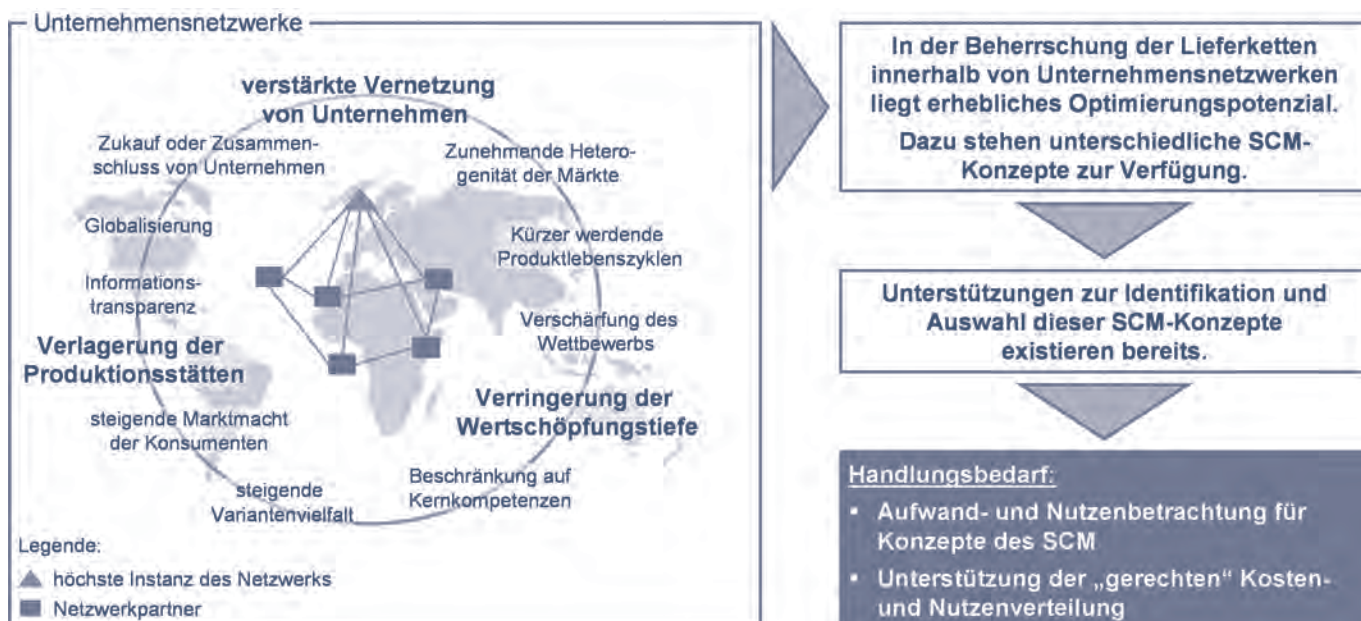 Unternehmensnetzwerke
verstärkte Vernetzung
von Unternehmen
Zukauf oder Zusammen-
schluss von Unternehmen
Zunehmende Hetero-
genität der Märkte
Globalisierung
Kürzer werdende
Produktlebenszyklen
Informations-
transparenz
Verschärfung des
Wettbewerbs
Verlagerung der
Produktionsstätten
Verringerung der
Wertschöpfungstiefe
steigende Marktmacht
der Konsumenten
Beschränkung auf
Kernkompetenzen
steigende
Variantenvielfalt
Legende:
höchste Instanz des Netzwerks
Netzwerkpartner
In der Beherrschung der Lieferketten
innerhalb von Unternehmensnetzwerken
liegt erhebliches Optimierungspotenzial.
Dazu stehen unterschiedliche SCM-
Konzepte zur Verfügung.
Unterstützungen zur Identifikation und
Auswahl dieser SCM-Konzepte
existieren bereits.
Handlungsbedarf:
▪ Aufwand- und Nutzenbetrachtung für
Konzepte des SCM
▪ Unterstützung der „gerechten“ Kosten-
und Nutzenverteilung